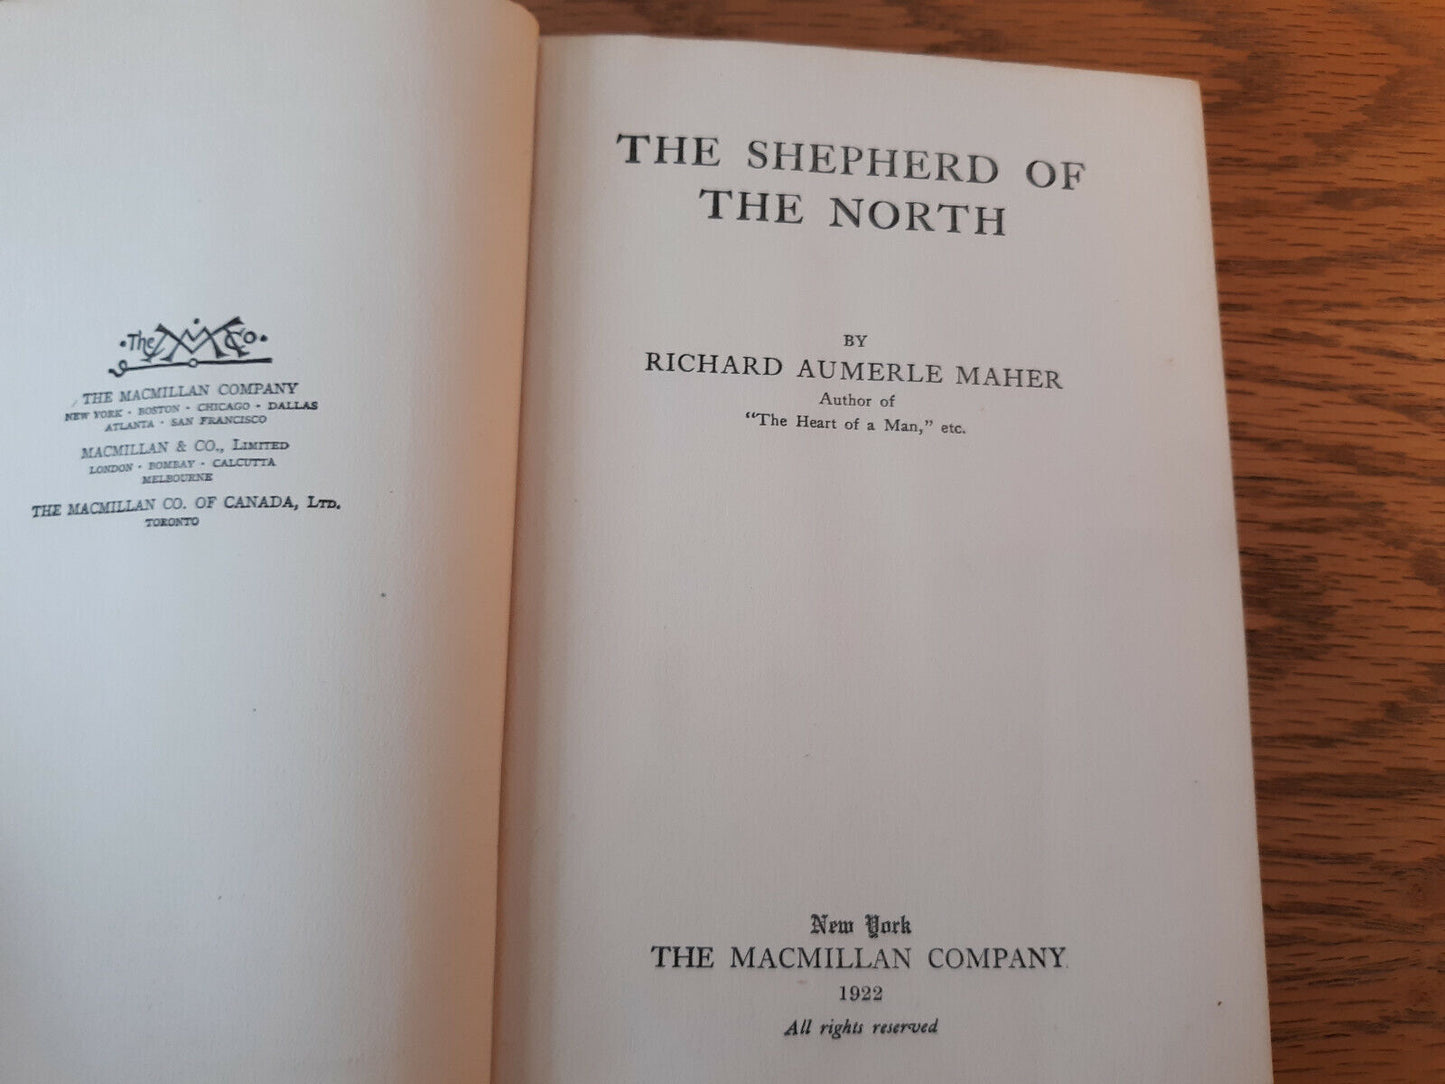 ·The MM Co·
THE MACMILLAN COMPANY
NEW YORK · BOSTON · CHICAGO · DALLAS
ATLANTA · SAN FRANCISCO
MACMILLAN & CO., LIMITED
LONDON · BOMBAY · CALCUTTA
MELBOURNE
THE MACMILLAN CO. OF CANADA, LTD.
TORONTO
THE SHEPHERD OF
THE NORTH
BY
RICHARD AUMERLE MAHER
Author of
“The Heart of a Man,” etc.
New York
THE MACMILLAN COMPANY
1922
All rights reserved